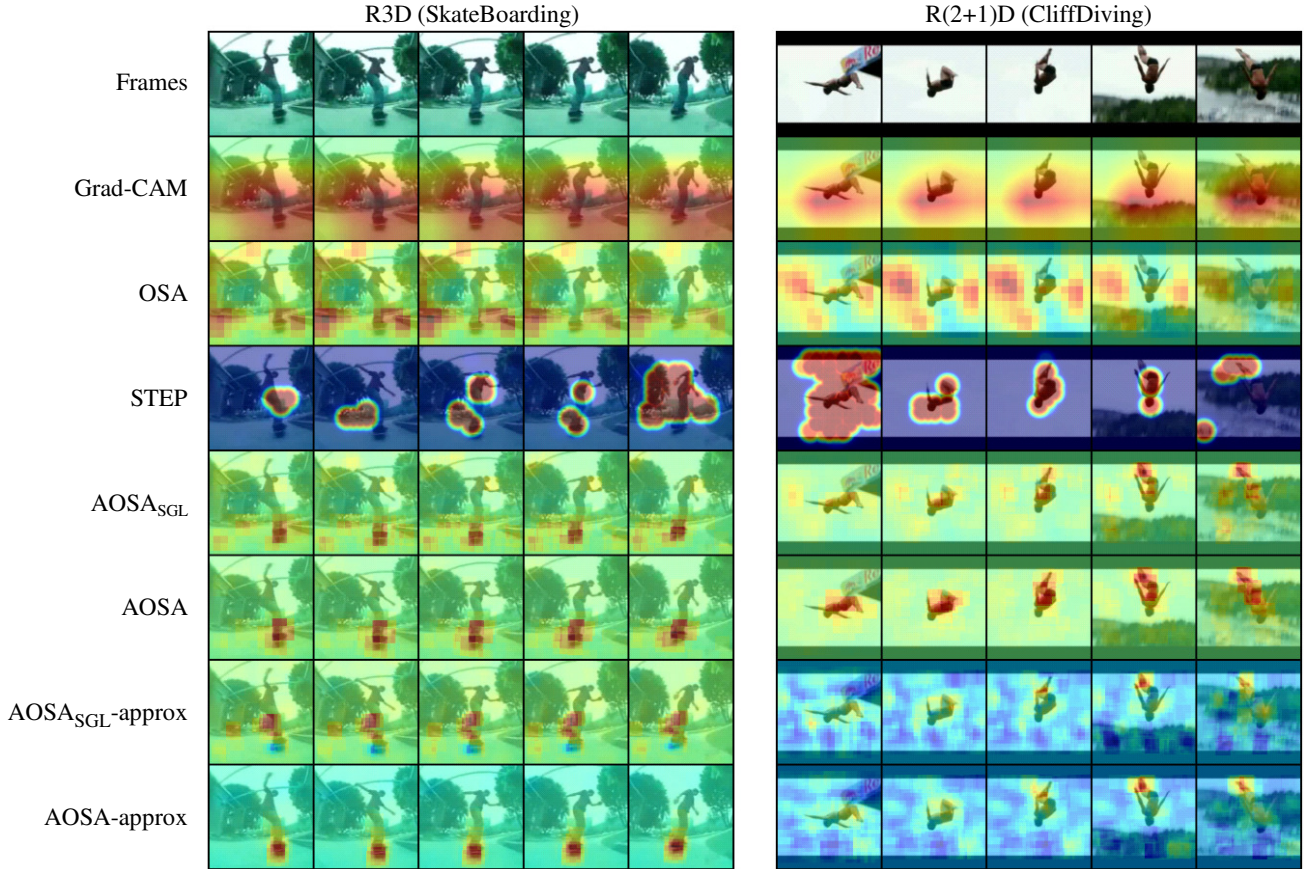 R3D (SkateBoarding) R(2+1)D (CliffDiving)
Frames
Grad-CAM
OSA
STEP
AOSA_SGL
AOSA
AOSA_SGL-approx
AOSA-approx